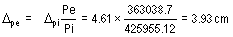 Δpe = Δpi Pe/Pi = 4.61 × 363038.7/425955.12 = 3.93 cm